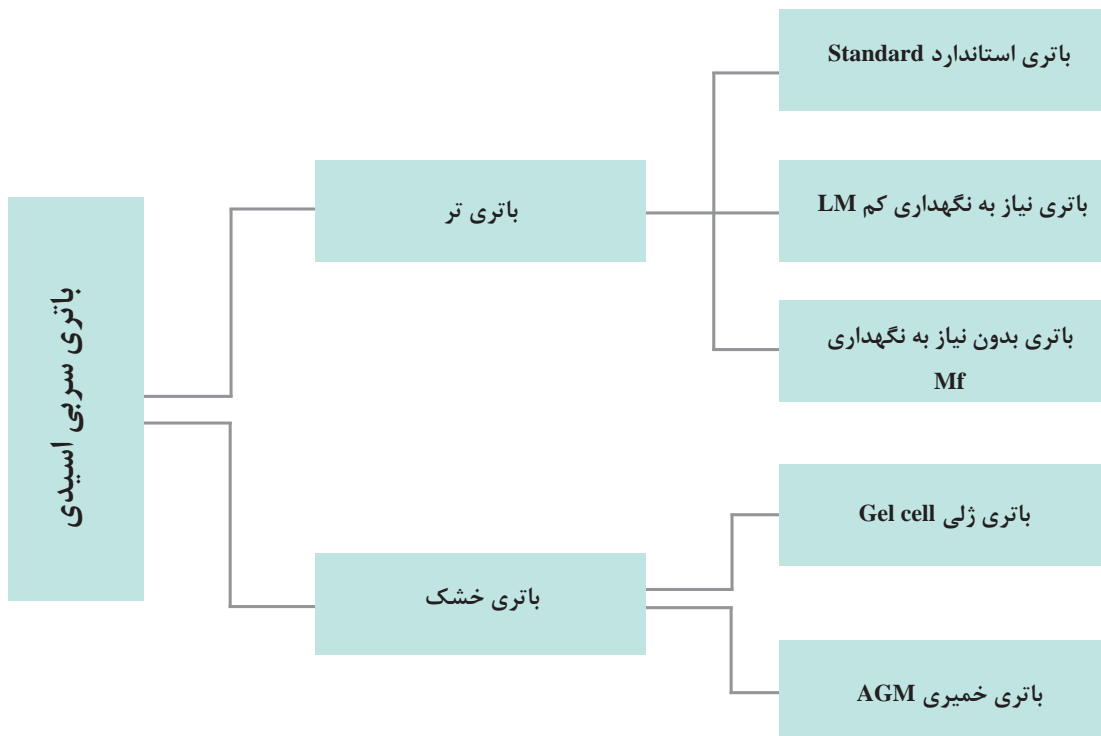 باتری سربی اسیدی
باتری تر
باتری استاندارد Standard
باتری نیاز به نگهداری کم LM
باتری بدون نیاز به نگهداری
Mf
باتری خشک
باتری ژلی Gel cell
باتری خمیری AGM